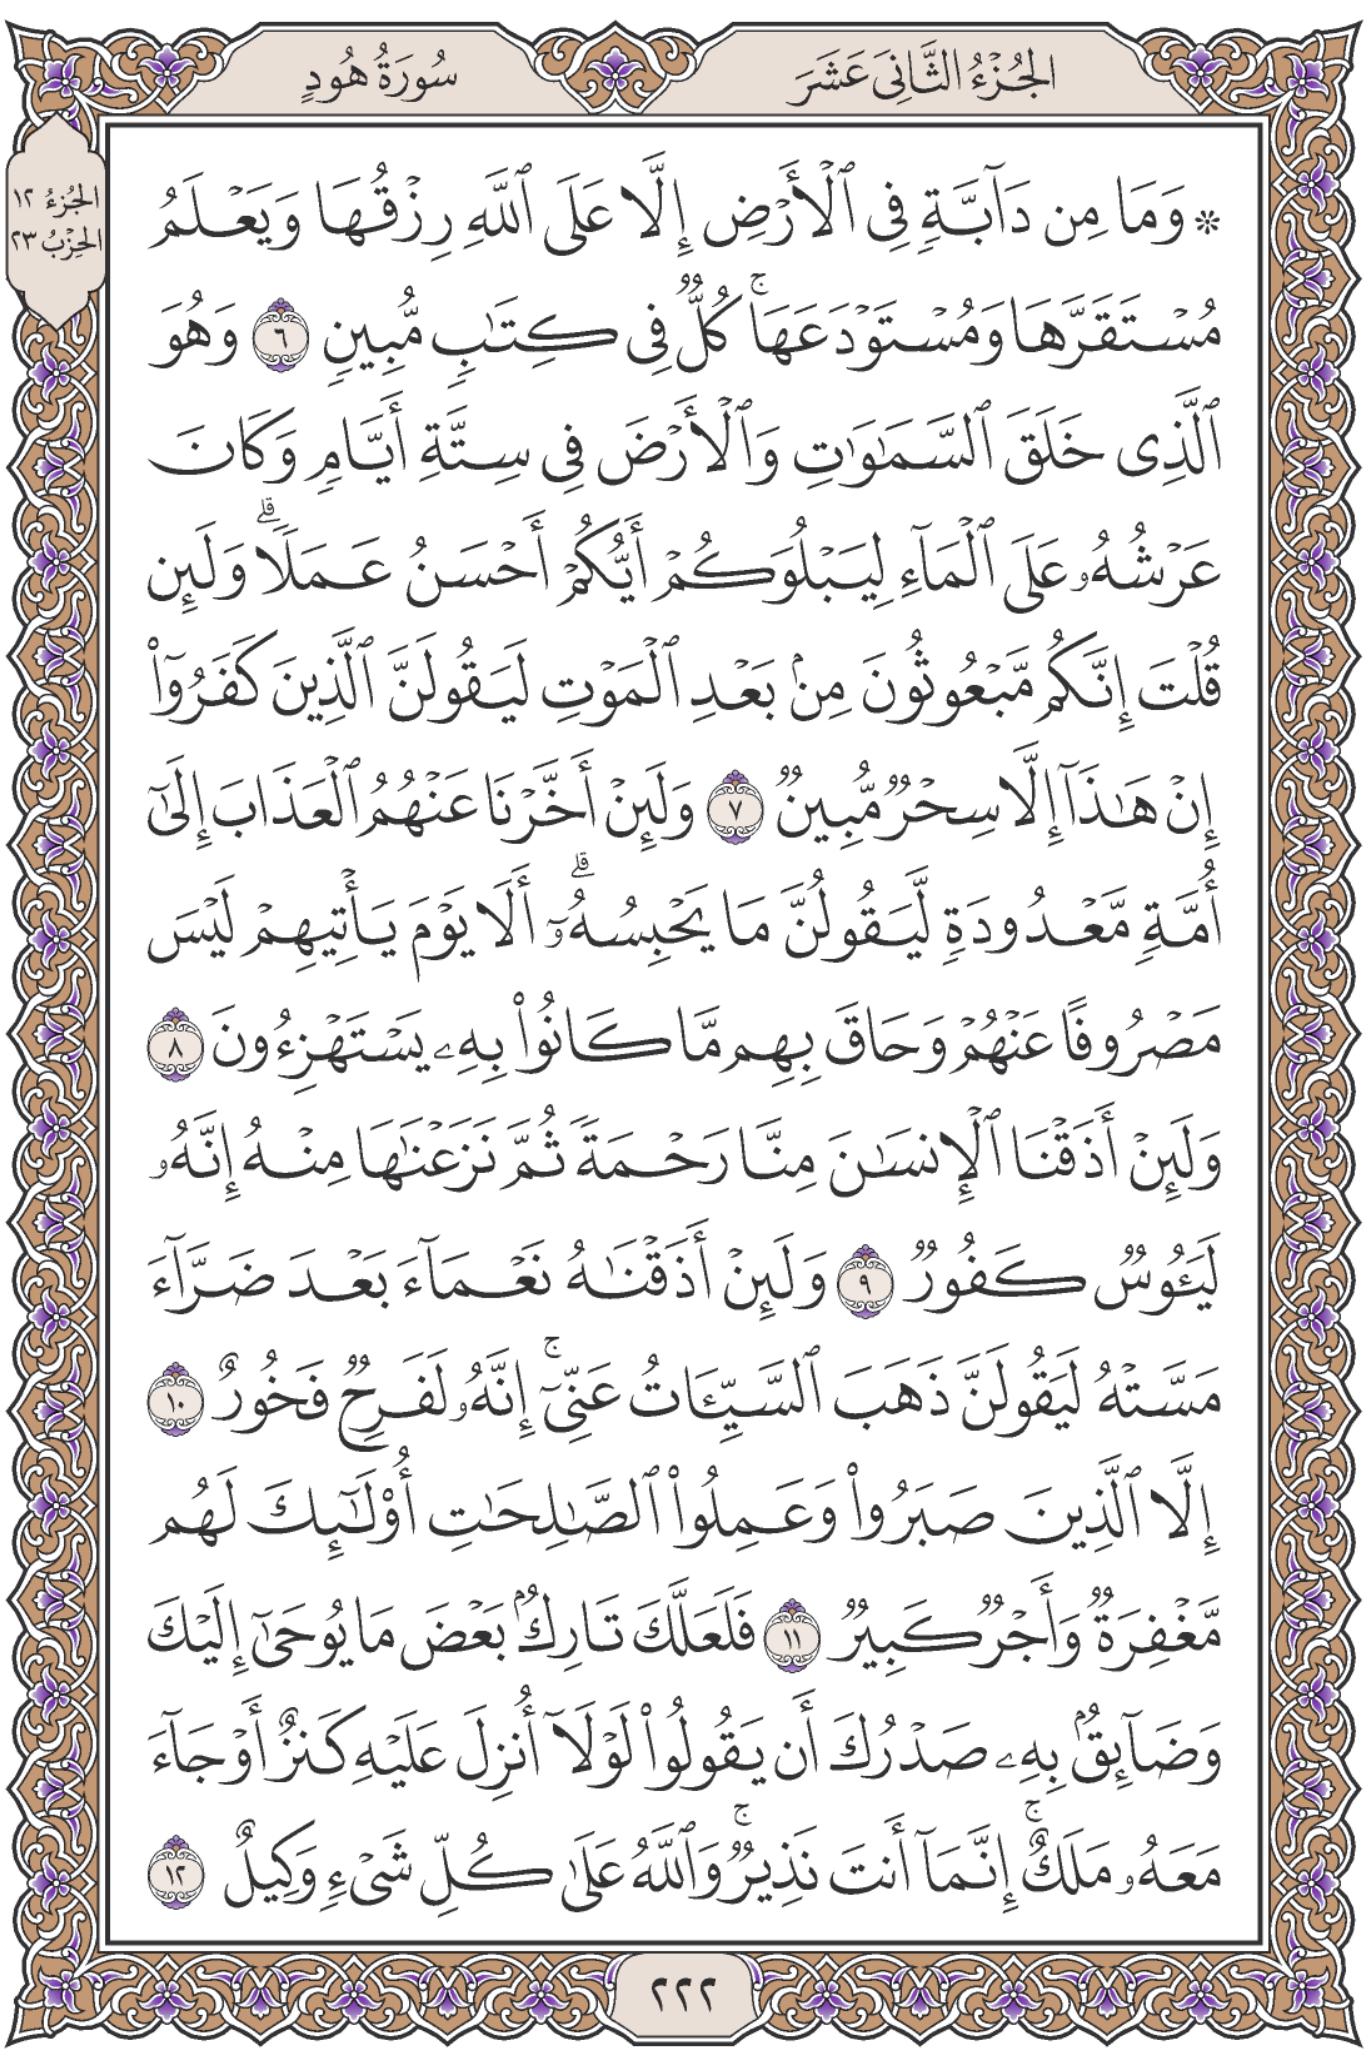 الجُزْءُ الثَّانِيَ عَشَرَ
سُورَةُ هُودٍ
الجُزءُ ١٢
الحِزْبُ ٢٣
۞ وَمَا مِن دَآبَّةٖ فِي ٱلۡأَرۡضِ إِلَّا عَلَى ٱللَّهِ رِزۡقُهَا وَيَعۡلَمُ
مُسۡتَقَرَّهَا وَمُسۡتَوۡدَعَهَاۚ كُلّٞ فِي كِتَٰبٖ مُّبِينٖ ٦ وَهُوَ
ٱلَّذِي خَلَقَ ٱلسَّمَٰوَٰتِ وَٱلۡأَرۡضَ فِي سِتَّةِ أَيَّامٖ وَكَانَ
عَرۡشُهُۥ عَلَى ٱلۡمَآءِ لِيَبۡلُوَكُمۡ أَيُّكُمۡ أَحۡسَنُ عَمَلٗاۗ وَلَئِن
قُلۡتَ إِنَّكُم مَّبۡعُوثُونَ مِنۢ بَعۡدِ ٱلۡمَوۡتِ لَيَقُولَنَّ ٱلَّذِينَ كَفَرُوٓاْ
إِنۡ هَٰذَآ إِلَّا سِحۡرٞ مُّبِينٞ ٧ وَلَئِنۡ أَخَّرۡنَا عَنۡهُمُ ٱلۡعَذَابَ إِلَىٰٓ
أُمَّةٖ مَّعۡدُودَةٖ لَّيَقُولُنَّ مَا يَحۡبِسُهُۥٓۗ أَلَا يَوۡمَ يَأۡتِيهِمۡ لَيۡسَ
مَصۡرُوفًا عَنۡهُمۡ وَحَاقَ بِهِم مَّا كَانُواْ بِهِۦ يَسۡتَهۡزِءُونَ ٨
وَلَئِنۡ أَذَقۡنَا ٱلۡإِنسَٰنَ مِنَّا رَحۡمَةٗ ثُمَّ نَزَعۡنَٰهَا مِنۡهُ إِنَّهُۥ
لَيَـُٔوسٞ كَفُورٞ ٩ وَلَئِنۡ أَذَقۡنَٰهُ نَعۡمَآءَ بَعۡدَ ضَرَّآءَ
مَسَّتۡهُ لَيَقُولَنَّ ذَهَبَ ٱلسَّيِّـَٔاتُ عَنِّيٓۚ إِنَّهُۥ لَفَرِحٞ فَخُورٌ ١٠
إِلَّا ٱلَّذِينَ صَبَرُواْ وَعَمِلُواْ ٱلصَّٰلِحَٰتِ أُوْلَٰٓئِكَ لَهُم
مَّغۡفِرَةٞ وَأَجۡرٞ كَبِيرٞ ١١ فَلَعَلَّكَ تَارِكُۢ بَعۡضَ مَا يُوحَىٰٓ إِلَيۡكَ
وَضَآئِقُۢ بِهِۦ صَدۡرُكَ أَن يَقُولُواْ لَوۡلَآ أُنزِلَ عَلَيۡهِ كَنزٌ أَوۡ جَآءَ
مَعَهُۥ مَلَكٌۚ إِنَّمَآ أَنتَ نَذِيرٞۚ وَٱللَّهُ عَلَىٰ كُلِّ شَيۡءٖ وَكِيلٌ ١٢
٢٢٢